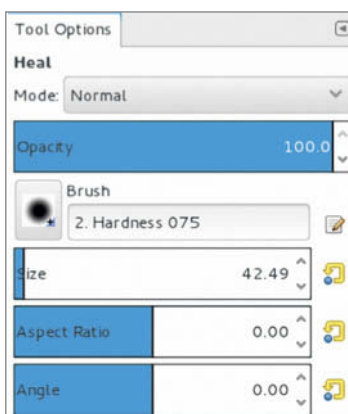 Tool Options
Heal
Mode: Normal
Opacity 100.0
Brush
2. Hardness 075
Size 42.49
Aspect Ratio 0.00
Angle 0.00